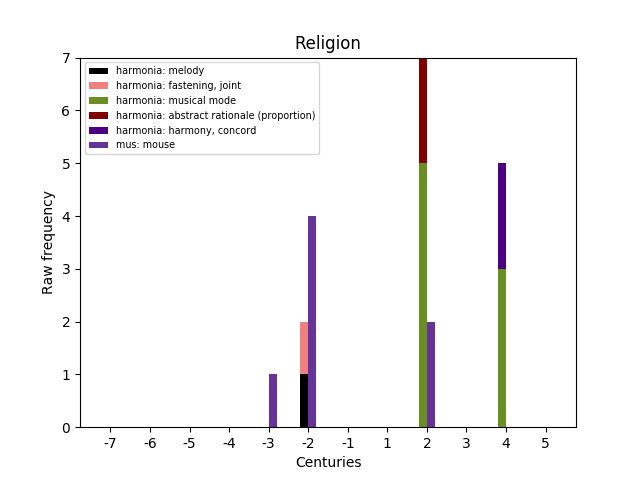 Religion
7
6
5
4
3
2
1
0
Raw frequency
harmonia: melody
harmonia: fastening, joint
harmonia: musical mode
harmonia: abstract rationale (proportion)
harmonia: harmony, concord
mus: mouse
-7 -6 -5 -4 -3 -2 -1 1 2 3 4 5
Centuries